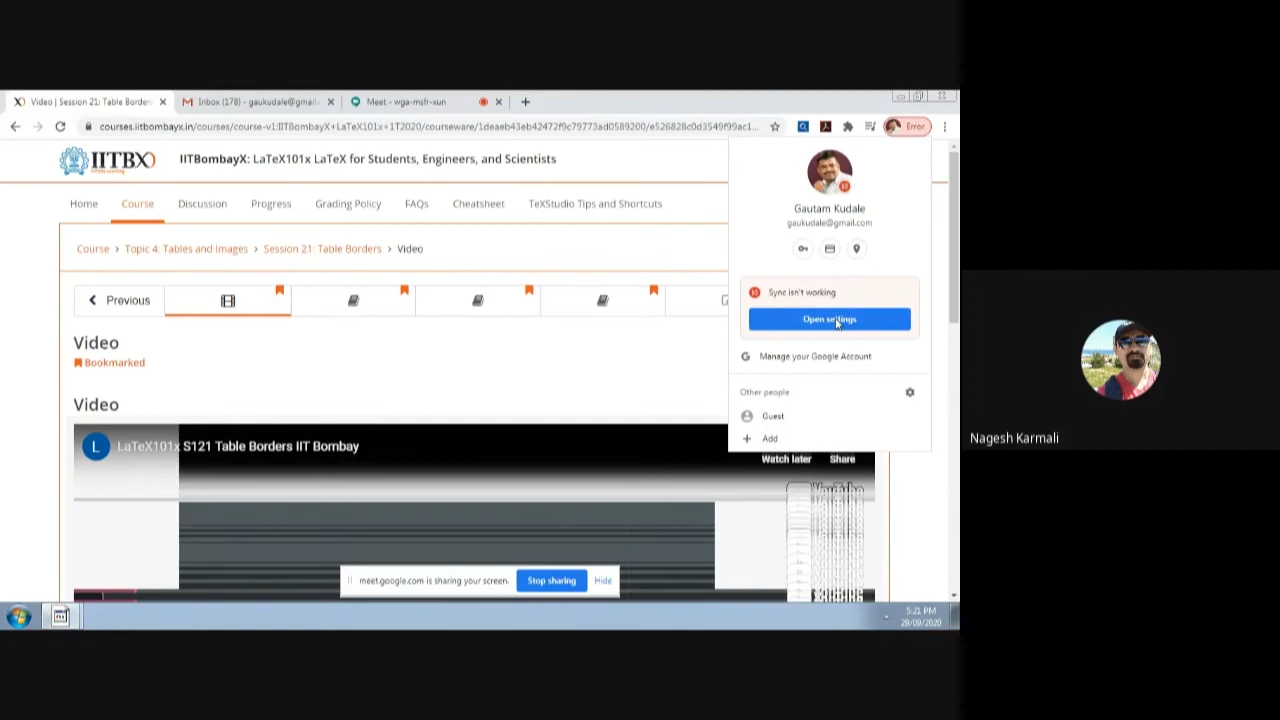 Video | Session 21: Table Border
Inbox (178) - gaukudale@gmail
Meet - wga-msfr-xun
courses.iitbombayx.in/courses/course-v1:IITBombayX+LaTeX101x+1T2020/courseware/1deaeb43eb42472f9c79773ad0589200/e526828c0d3549f99ac1...
Error
IITBX
IITBombayX: LaTeX101x LaTeX for Students, Engineers, and Scientists
Home Course Discussion Progress Grading Policy FAQs Cheatsheet TeXStudio Tips and Shortcuts
Course > Topic 4: Tables and Images > Session 21: Table Borders > Video
Previous
Video
Bookmarked
Video
L LaTeX101x S121 Table Borders IIT Bombay
Watch later Share
Gautam Kudale
gaukudale@gmail.com
Sync isn't working
Open settings
Manage your Google Account
Other people
Guest
Add
meet.google.com is sharing your screen. Stop sharing Hide
5:21 PM
29/09/2020
Nagesh Karmali